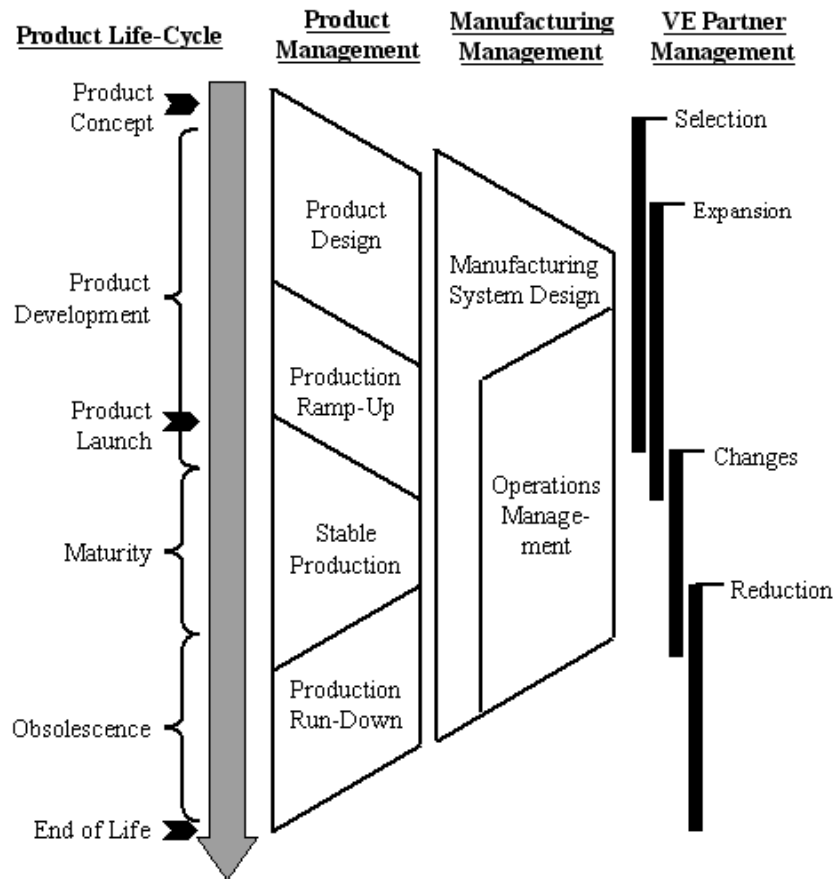 Product Life-Cycle
Product
Management
Manufacturing
Management
VE Partner
Management
Product
Concept
Product
Development
Product
Launch
Maturity
Obsolescence
End of Life
Product
Design
Production
Ramp-Up
Stable
Production
Production
Run-Down
Manufacturing
System Design
Operations
Manage-
ment
Selection
Expansion
Changes
Reduction